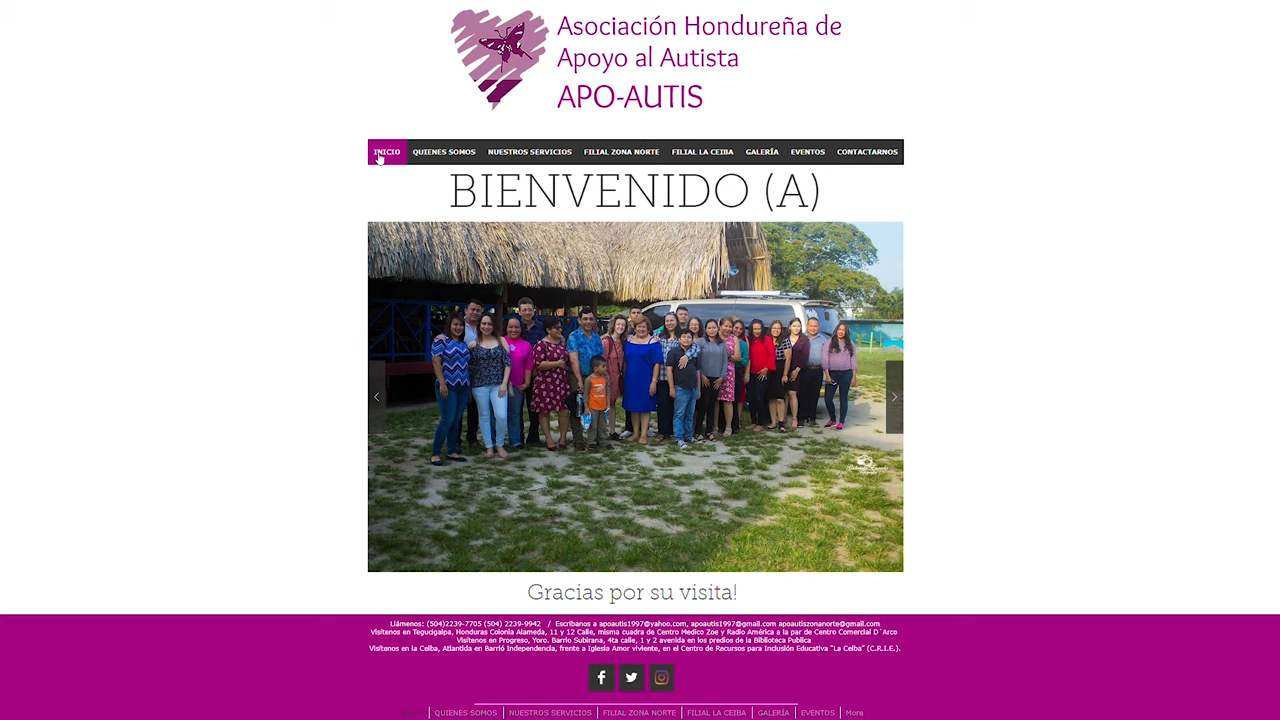 Asociación Hondureña de
Apoyo al Autista
APO-AUTIS
INICIO QUIENES SOMOS NUESTROS SERVICIOS FILIAL ZONA NORTE FILIAL LA CEIBA GALERÍA EVENTOS CONTACTARNOS
BIENVENIDO (A)
Gracias por su visita!
Llámenos: (504)2239-7705 (504) 2239-9942 / Escribanos a apoautis1997@yahoo.com, apoautis1997@gmail.com apoautiszonanorte@gmail.com
Visítenos en Tegucigalpa, Honduras Colonia Alameda, 11 y 12 Calle, misma cuadra de Centro Medico Zoe y Radio América a la par de Centro Comercial D´Arco
Visítenos en Progreso, Yoro. Barrio Subirana, 4ta calle, 1 y 2 avenida en los predios de la Biblioteca Publica
Visítenos en la Ceiba, Atlantida en Barrió Independencia, frente a Iglesia Amor viviente, en el Centro de Recursos para Inclusión Educativa "La Ceiba" (C.R.I.E.).
QUIENES SOMOS NUESTROS SERVICIOS FILIAL ZONA NORTE FILIAL LA CEIBA GALERÍA EVENTOS More